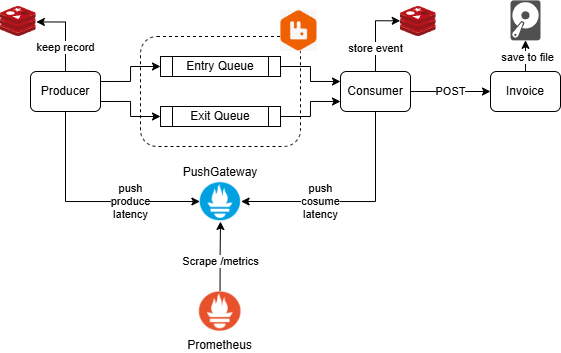 keep record
store event
save to file
Entry Queue
Producer
Consumer
POST
Invoice
Exit Queue
PushGateway
push
produce
latency
push
cosume
latency
Scrape /metrics
Prometheus